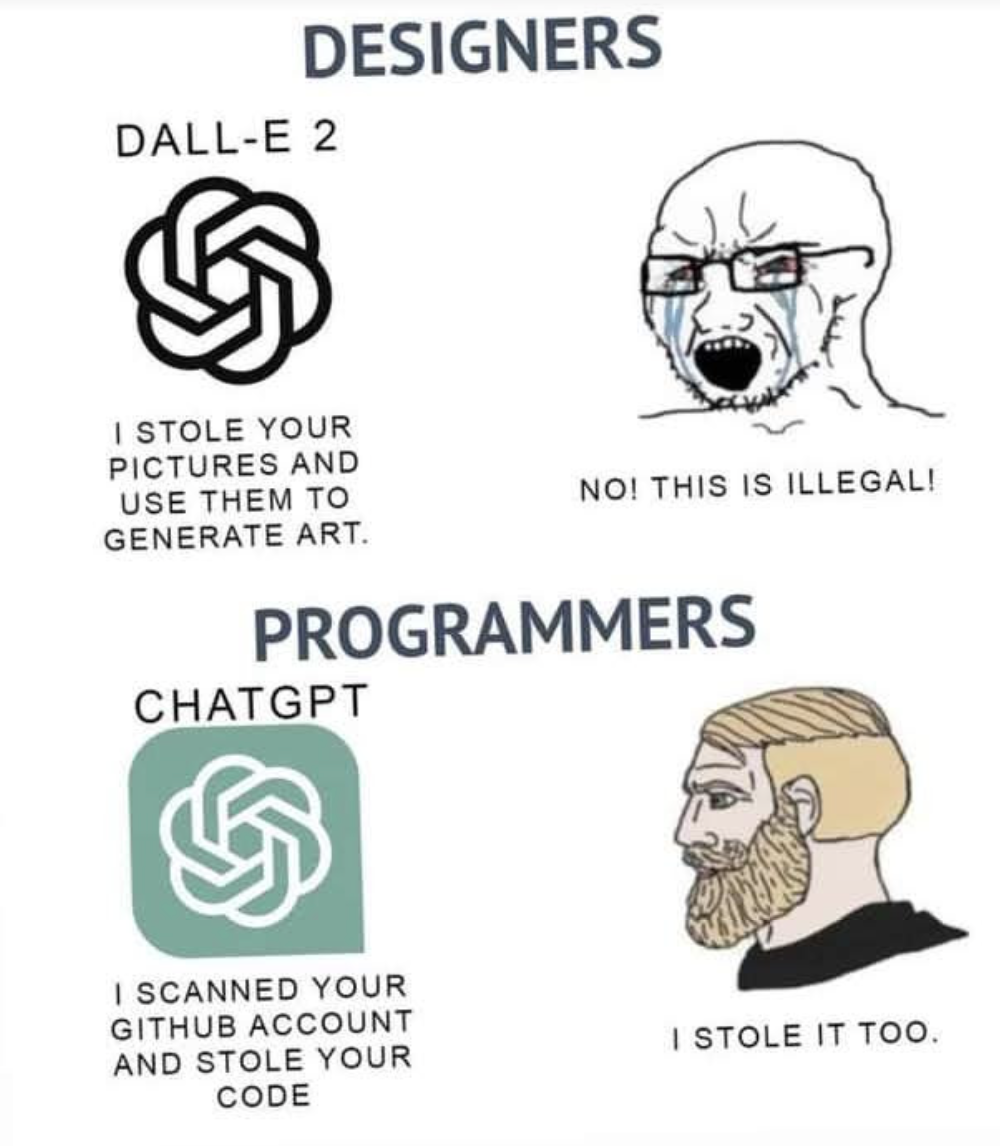 DESIGNERS
DALL-E 2
I STOLE YOUR
PICTURES AND
USE THEM TO
GENERATE ART.
NO! THIS IS ILLEGAL!
PROGRAMMERS
CHATGPT
I SCANNED YOUR
GITHUB ACCOUNT
AND STOLE YOUR
CODE
I STOLE IT TOO.